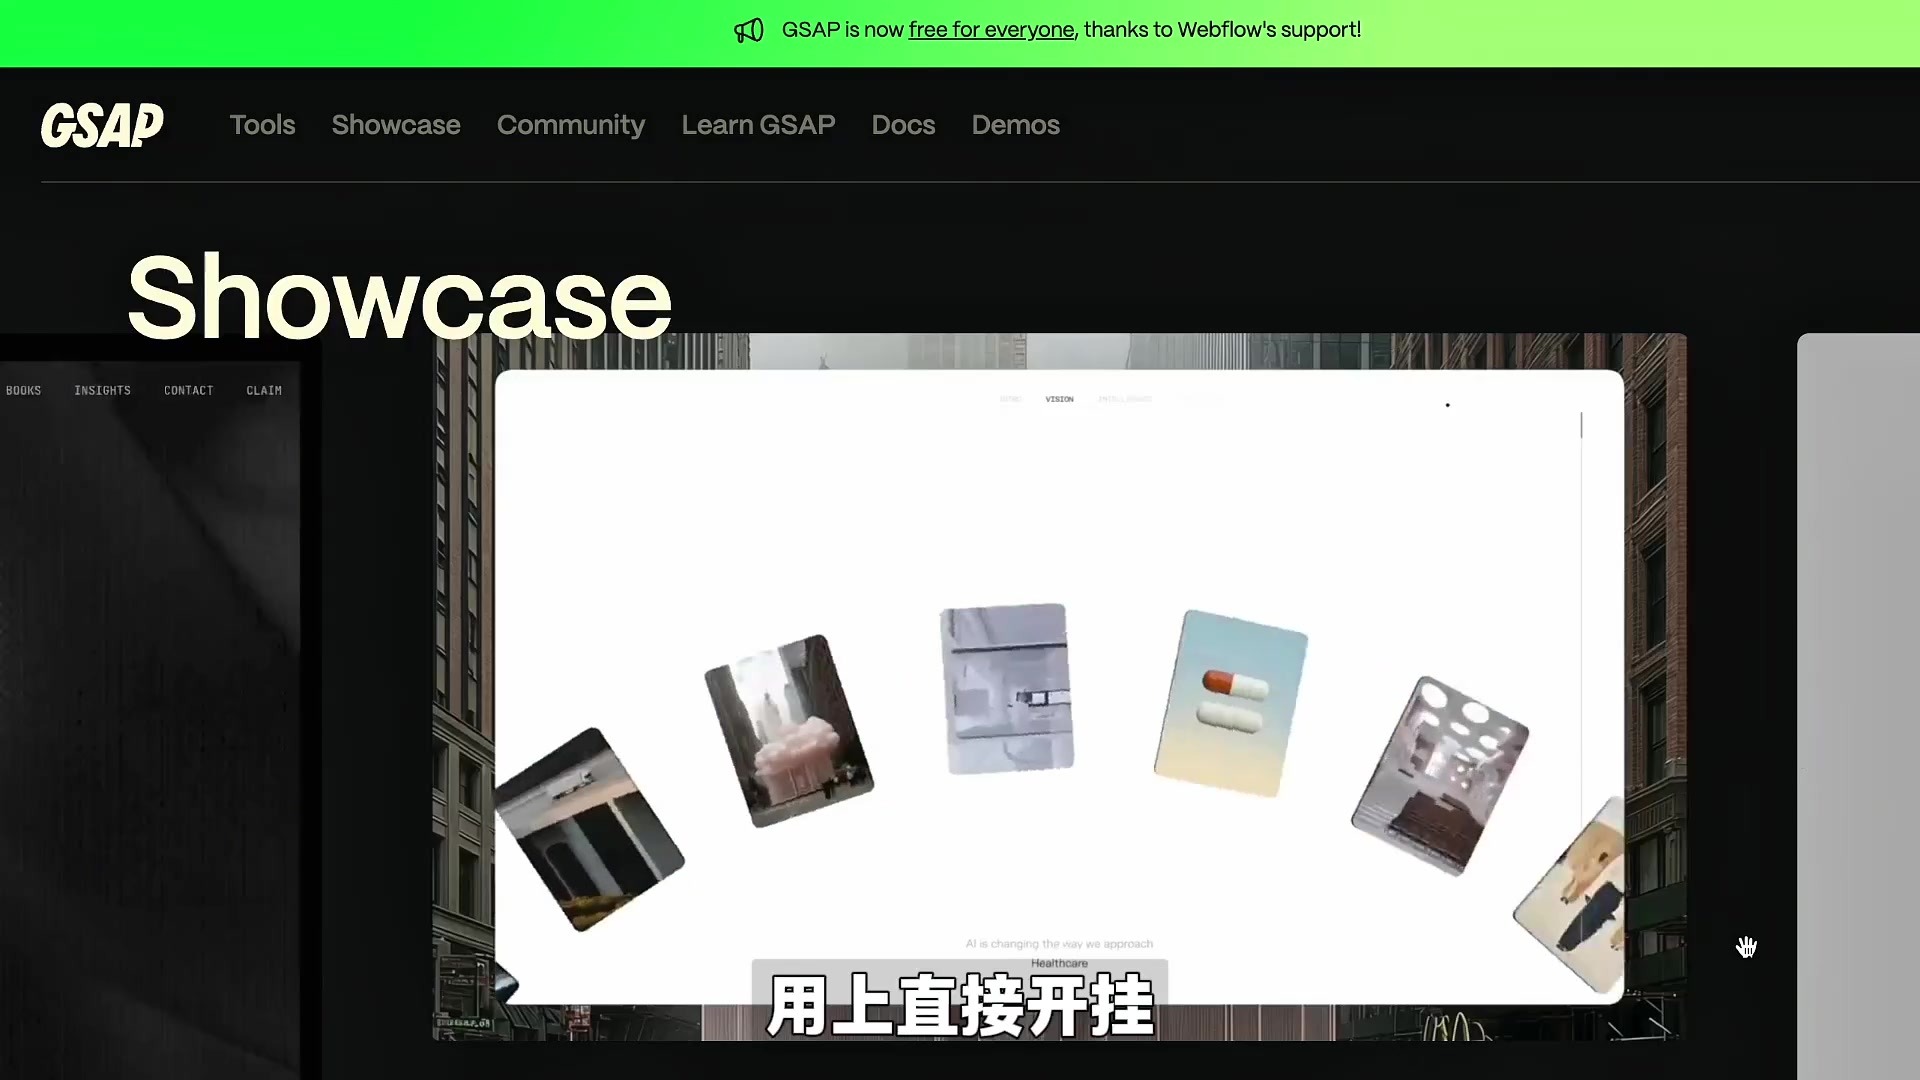 GSAP is now free for everyone, thanks to Webflow's support!
GSAP
Tools Showcase Community Learn GSAP Docs Demos
Showcase
BOOKS INSIGHTS CONTACT CLAIM
VISION
AI is changing the way we approach
Healthcare
用上直接开挂